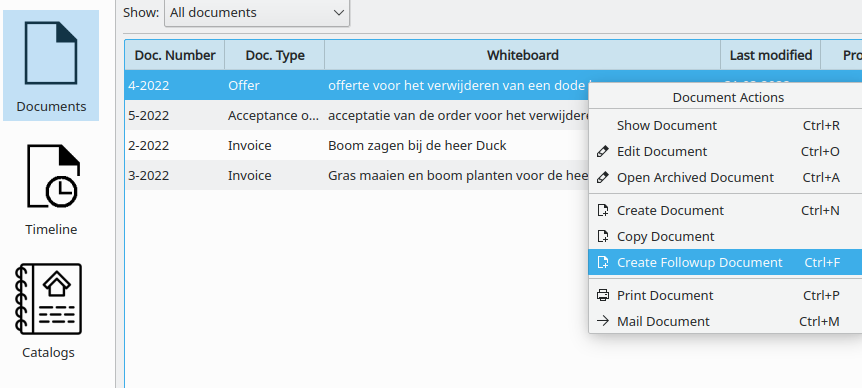 Show: All documents
Documents
Timeline
Catalogs
Doc. Number Doc. Type Whiteboard Last modified Pro
4-2022 Offer offerte voor het verwijderen van een dode
5-2022 Acceptance o... acceptatie van de order voor het verwijdere
2-2022 Invoice Boom zagen bij de heer Duck
3-2022 Invoice Gras maaien en boom planten voor de hee
Document Actions
Show Document Ctrl+R
Edit Document Ctrl+O
Open Archived Document Ctrl+A
Create Document Ctrl+N
Copy Document
Create Followup Document Ctrl+F
Print Document Ctrl+P
Mail Document Ctrl+M